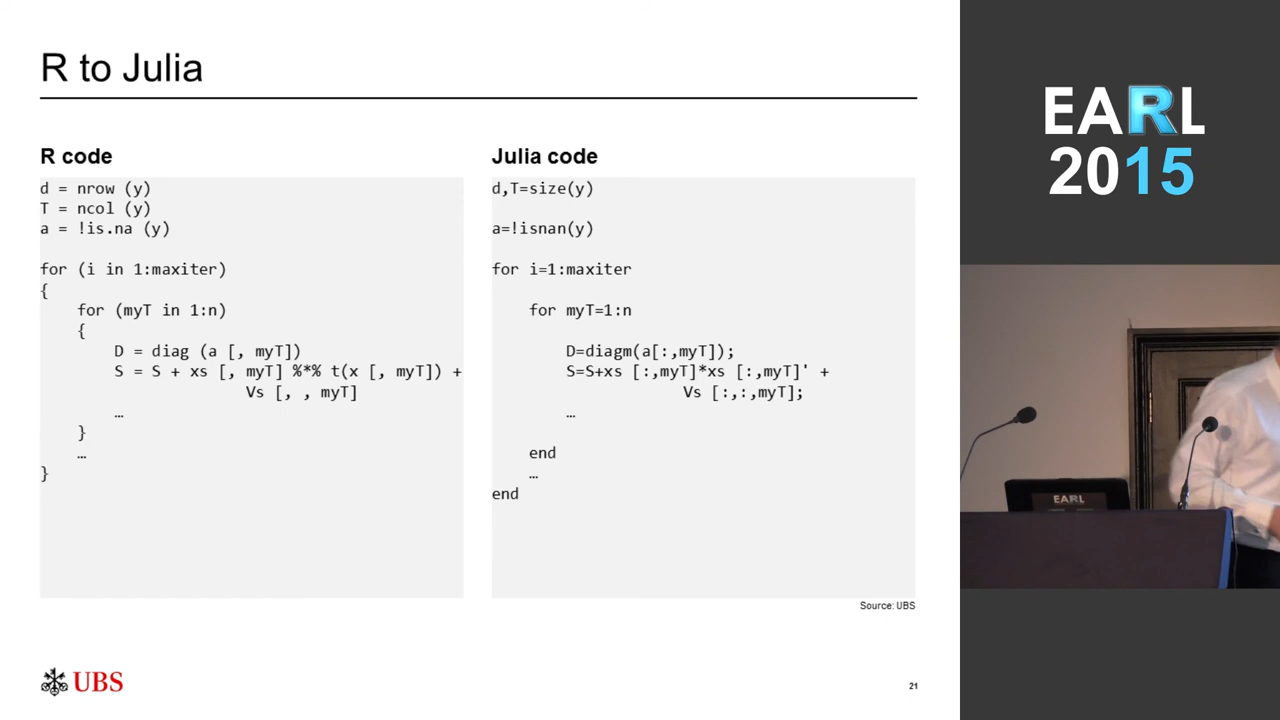 R to Julia
R code
d = nrow (y)
T = ncol (y)
a = !is.na (y)
for (i in 1:maxiter)
{
for (myT in 1:n)
{
D = diag (a [, myT])
S = S + xs [, myT] %*% t(x [, myT]) +
Vs [, , myT]
…
}
…
}
Julia code
d,T=size(y)
a=!isnan(y)
for i=1:maxiter
for myT=1:n
D=diagm(a[:,myT]);
S=S+xs [:,myT]*xs [:,myT]' +
Vs [:,:,myT];
…
end
…
end
Source: UBS
UBS
21
EARL
2015
EARL